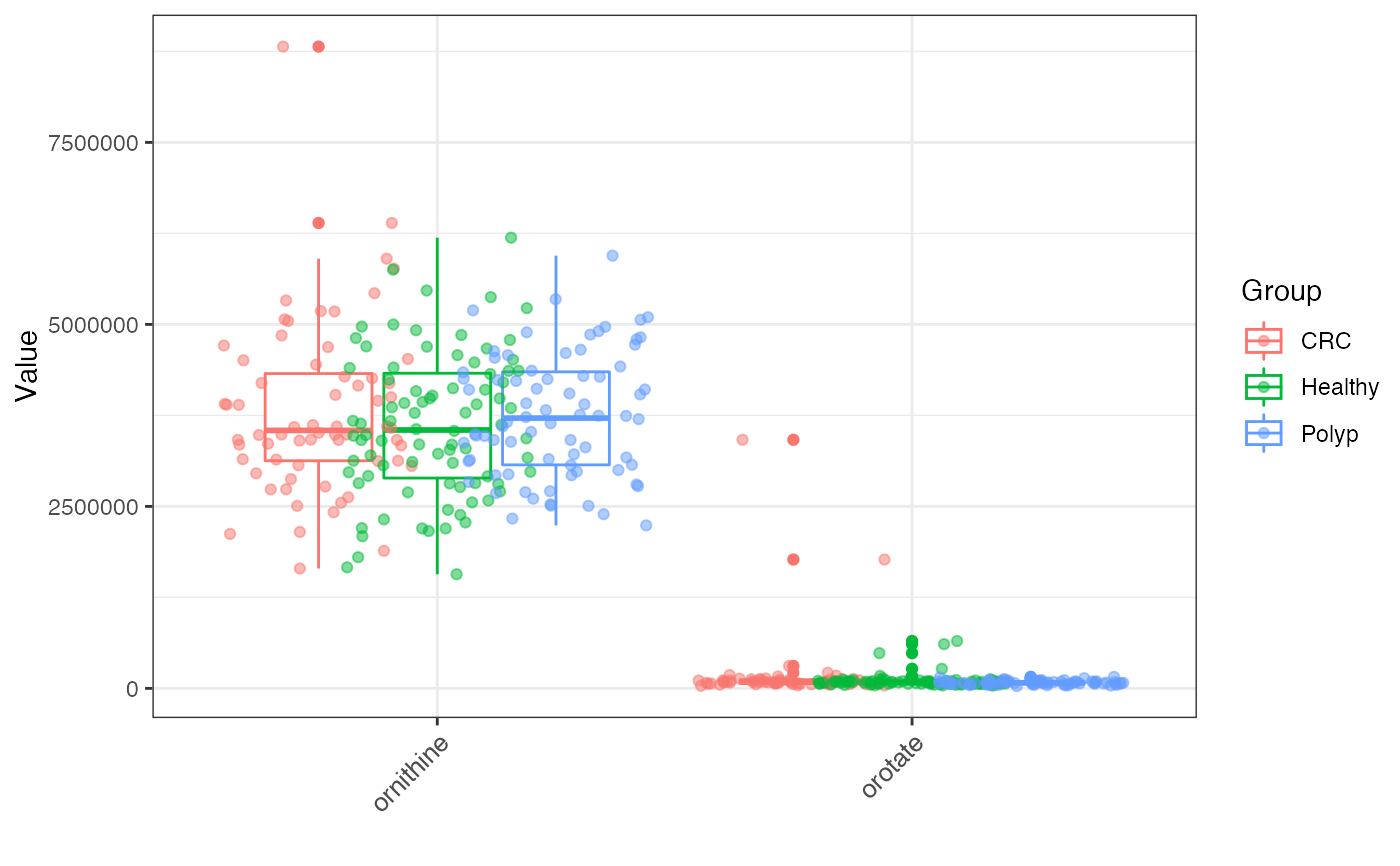 Value
7500000
5000000
2500000
0
ornithine
orotate
Group
CRC
Healthy
Polyp